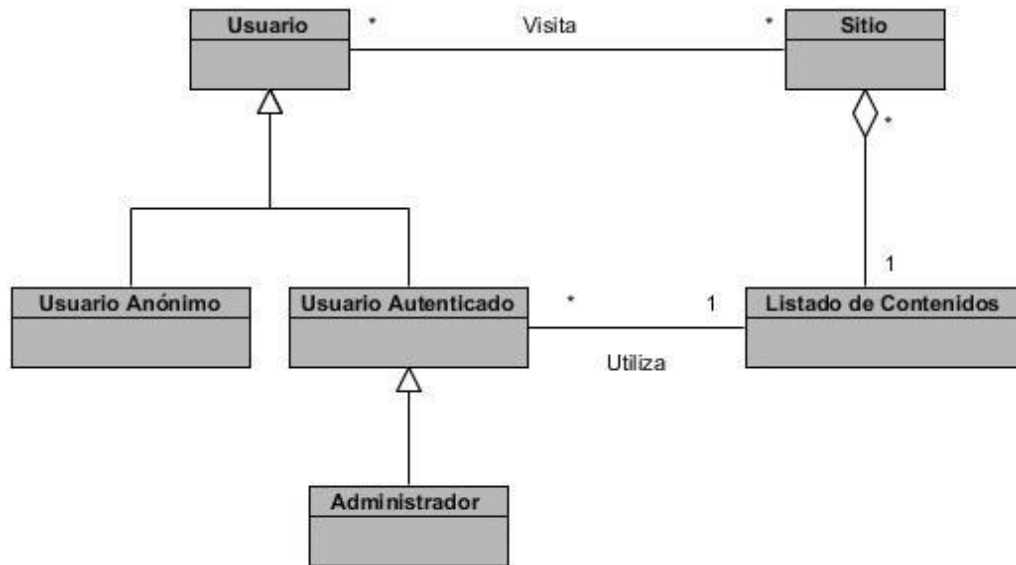 Usuario
*
Visita
*
Sitio
*
1
Usuario Anónimo
Usuario Autenticado
*
1
Listado de Contenidos
Utiliza
Administrador